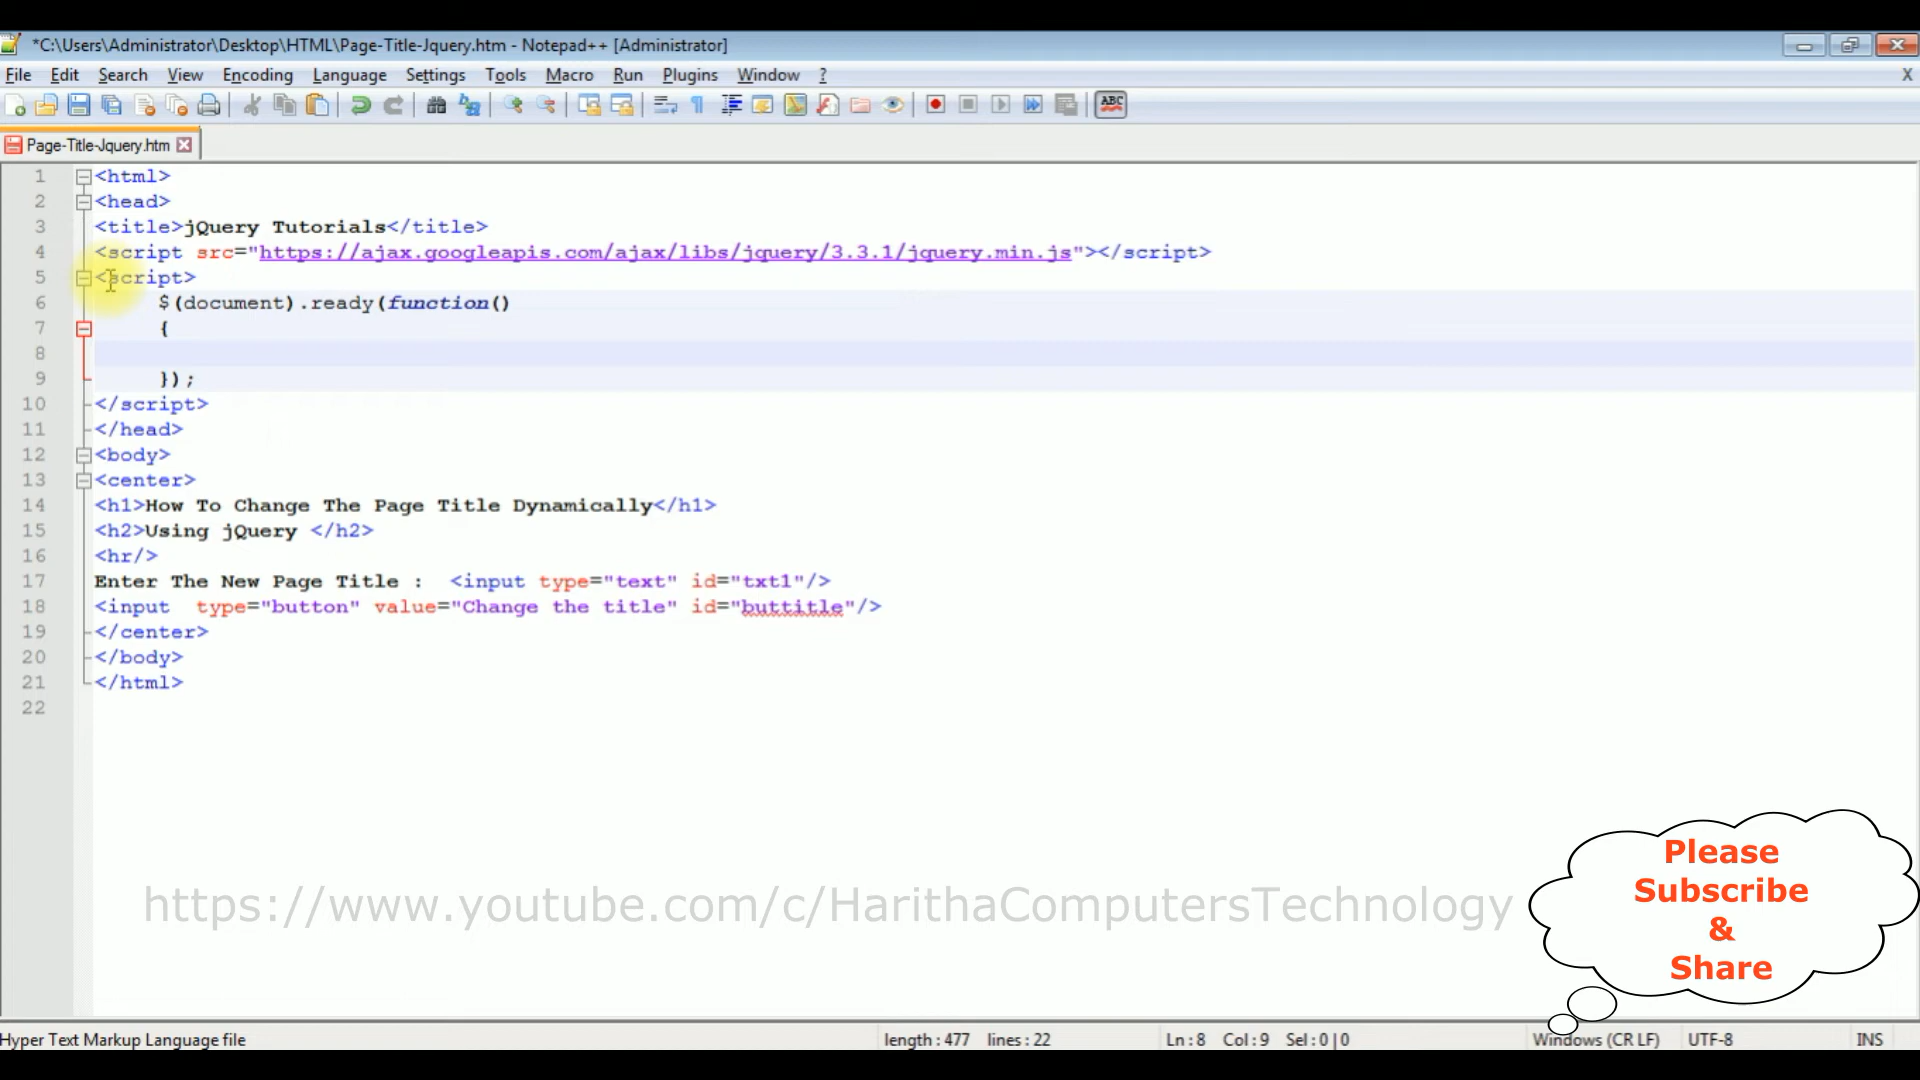 *C:\Users\Administrator\Desktop\HTML\Page-Title-Jquery.htm - Notepad++ [Administrator]
File Edit Search View Encoding Language Settings Tools Macro Run Plugins Window ? X
ABC
Page-Title-Jquery.htm
1 <html>
2 <head>
3 <title>jQuery Tutorials</title>
4 <script src="https://ajax.googleapis.com/ajax/libs/jquery/3.3.1/jquery.min.js"></script>
5 <script>
6 $(document).ready(function()
7 {
8
9 });
10 </script>
11 </head>
12 <body>
13 <center>
14 <h1>How To Change The Page Title Dynamically</h1>
15 <h2>Using jQuery </h2>
16 <hr/>
17 Enter The New Page Title :  <input type="text" id="txt1"/>
18 <input  type="button" value="Change the title" id="buttitle"/>
19 </center>
20 </body>
21 </html>
22
https://www.youtube.com/c/HarithaComputersTechnology
Please
Subscribe
&
Share
Hyper Text Markup Language file length : 477 lines : 22 Ln : 8 Col : 9 Sel : 0 | 0 Windows (CR LF) UTF-8 INS